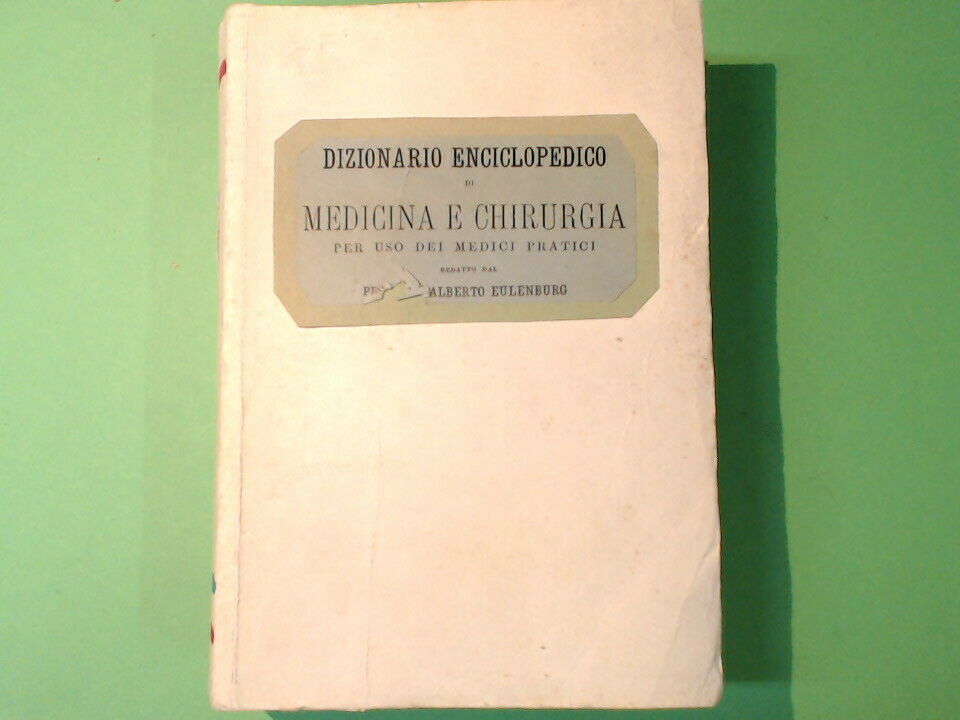 DIZIONARIO ENCICLOPEDICO
DI
MEDICINA E CHIRURGIA
PER USO DEI MEDICI PRATICI
REDATTO DAL
ALBERTO EULENBURG